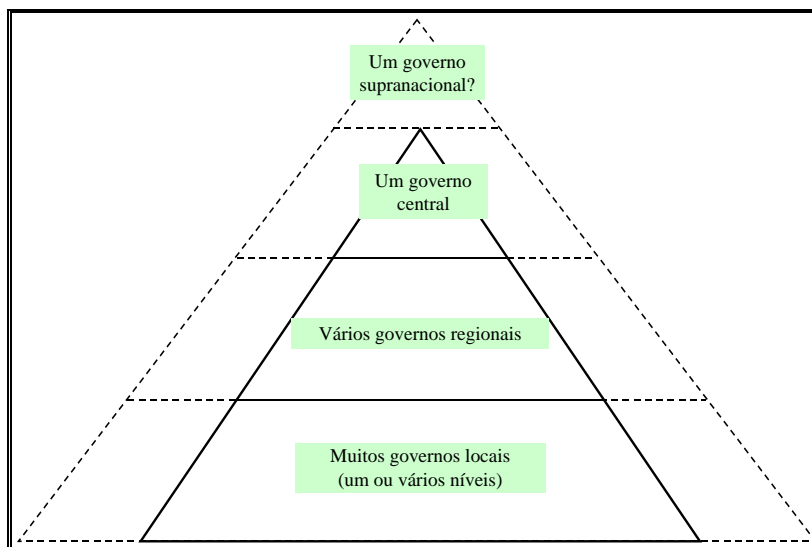 Um governo
supranacional?
Um governo
central
Vários governos regionais
Muitos governos locais
(um ou vários níveis)